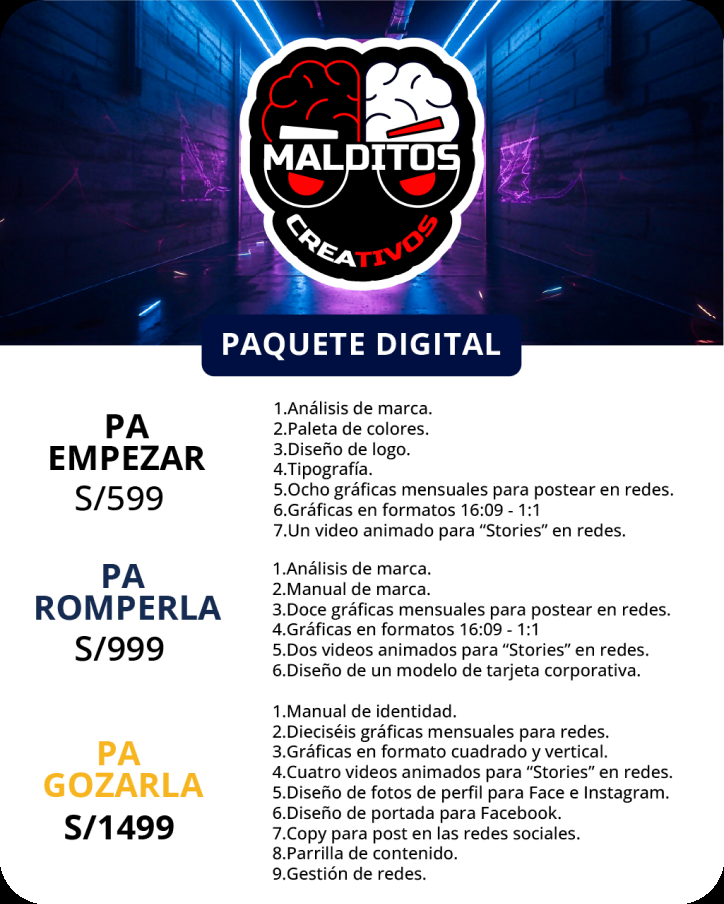 MALDITOS
CREATIVOS
PAQUETE DIGITAL
PA
EMPEZAR
S/599
1.Análisis de marca.
2.Paleta de colores.
3.Diseño de logo.
4.Tipografía.
5.Ocho gráficas mensuales para postear en redes.
6.Gráficas en formatos 16:09 - 1:1
7.Un video animado para “Stories” en redes.
PA
ROMPERLA
S/999
1.Análisis de marca.
2.Manual de marca.
3.Doce gráficas mensuales para postear en redes.
4.Gráficas en formatos 16:09 - 1:1
5.Dos videos animados para “Stories” en redes.
6.Diseño de un modelo de tarjeta corporativa.
PA
GOZARLA
S/1499
1.Manual de identidad.
2.Dieciséis gráficas mensuales para redes.
3.Gráficas en formato cuadrado y vertical.
4.Cuatro videos animados para “Stories” en redes.
5.Diseño de fotos de perfil para Face e Instagram.
6.Diseño de portada para Facebook.
7.Copy para post en las redes sociales.
8.Parrilla de contenido.
9.Gestión de redes.